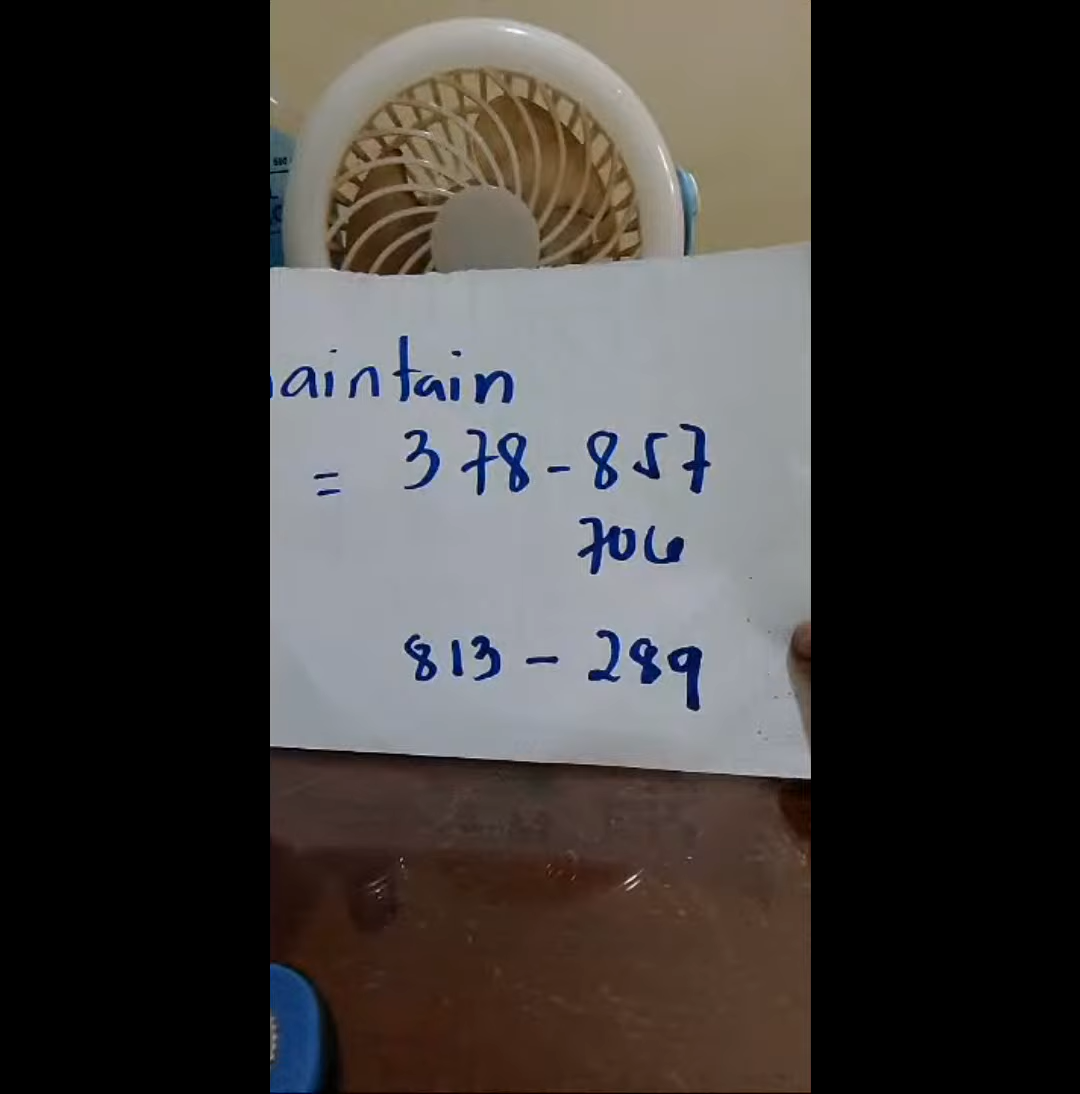 aintain
= 378-857
706
813-289